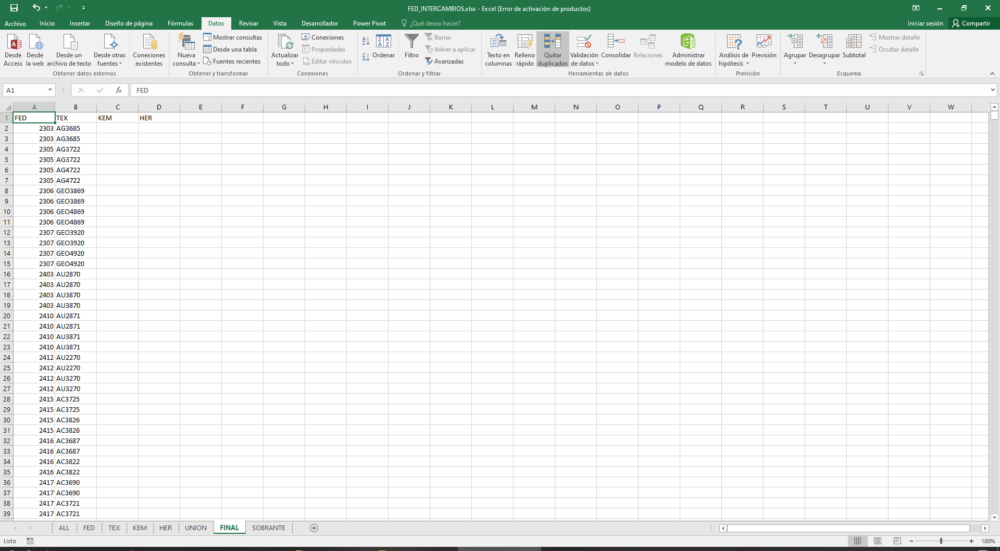 FED_INTERCAMBIOS.xlsx - Excel (Error de activación de productos)
Archivo Inicio Insertar Diseño de página Fórmulas Datos Revisar Vista Desarrollador Power Pivot ¿Qué desea hacer? Iniciar sesión Compartir
Desde Access
Desde la web
Desde un archivo de texto
Desde otras fuentes
Conexiones existentes
Obtener datos externos
Nueva consulta
Mostrar consultas
Desde una tabla
Fuentes recientes
Obtener y transformar
Actualizar todo
Conexiones
Propiedades
Editar vínculos
Conexiones
Ordenar
Filtro
Borrar
Volver a aplicar
Avanzadas
Ordenar y filtrar
Texto en columnas
Relleno rápido
Quitar duplicados
Validación de datos
Consolidar
Relaciones
Administrar modelo de datos
Herramientas de datos
Análisis de hipótesis
Previsión
Previsión
Agrupar
Desagrupar
Subtotal
Mostrar detalle
Ocultar detalle
Esquema
A1 fx FED
A B C D E F G H I J K L M N O P Q R S T U V W
1 FED TEX KEM HER
2 2303 AG3685
3 2303 AG3685
4 2305 AG3722
5 2305 AG3722
6 2305 AG4722
7 2305 AG4722
8 2306 GEO3869
9 2306 GEO3869
10 2306 GEO4869
11 2306 GEO4869
12 2307 GEO3920
13 2307 GEO3920
14 2307 GEO4920
15 2307 GEO4920
16 2403 AU2870
17 2403 AU2870
18 2403 AU3870
19 2403 AU3870
20 2410 AU2871
21 2410 AU2871
22 2410 AU3871
23 2410 AU3871
24 2412 AU2270
25 2412 AU2270
26 2412 AU3270
27 2412 AU3270
28 2415 AC3725
29 2415 AC3725
30 2415 AC3826
31 2415 AC3826
32 2416 AC3687
33 2416 AC3687
34 2416 AC3822
35 2416 AC3822
36 2417 AC3690
37 2417 AC3690
38 2417 AC3721
39 2417 AC3721
ALL FED TEX KEM HER UNION FINAL SOBRANTE
Listo 100%